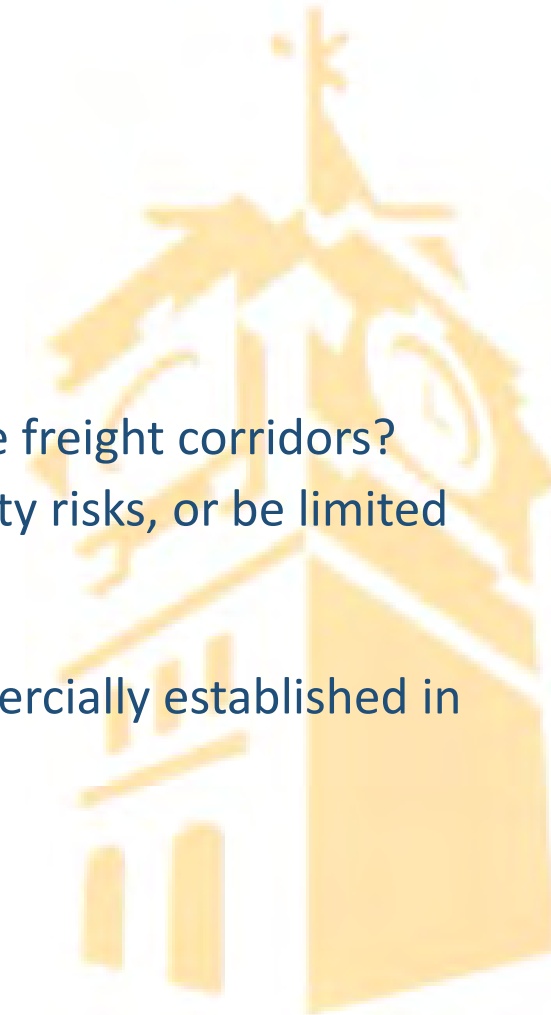 e freight corridors?
ty risks, or be limited
ercially established in